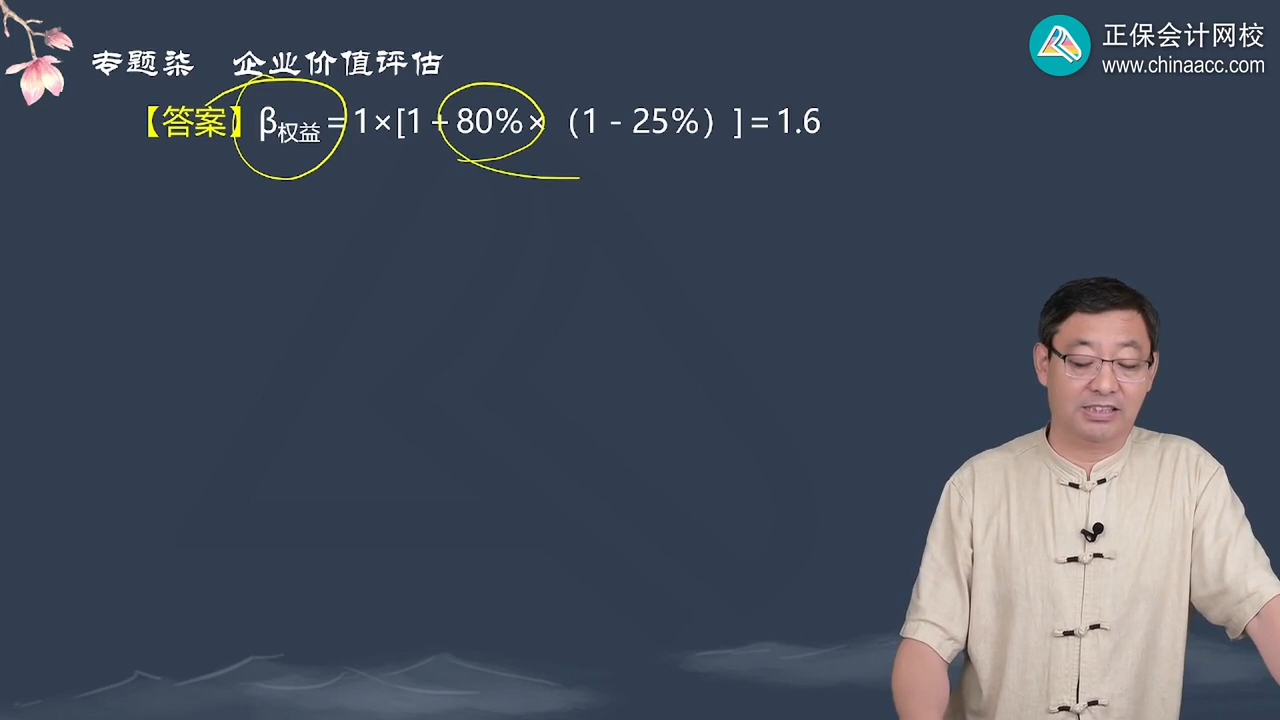 正保会计网校
www.chinaacc.com
专题柒 企业价值评估
【答案】β权益=1×[1+80%×（1-25%）]=1.6